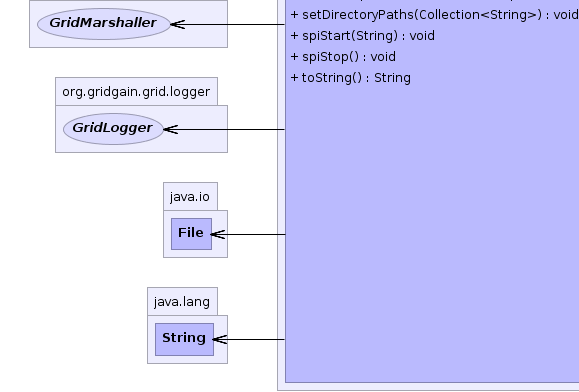 GridMarshaller
+ setDirectoryPaths(Collection<String>) : void
+ spiStart(String) : void
+ spiStop() : void
+ toString() : String
org.gridgain.grid.logger
GridLogger
java.io
File
java.lang
String